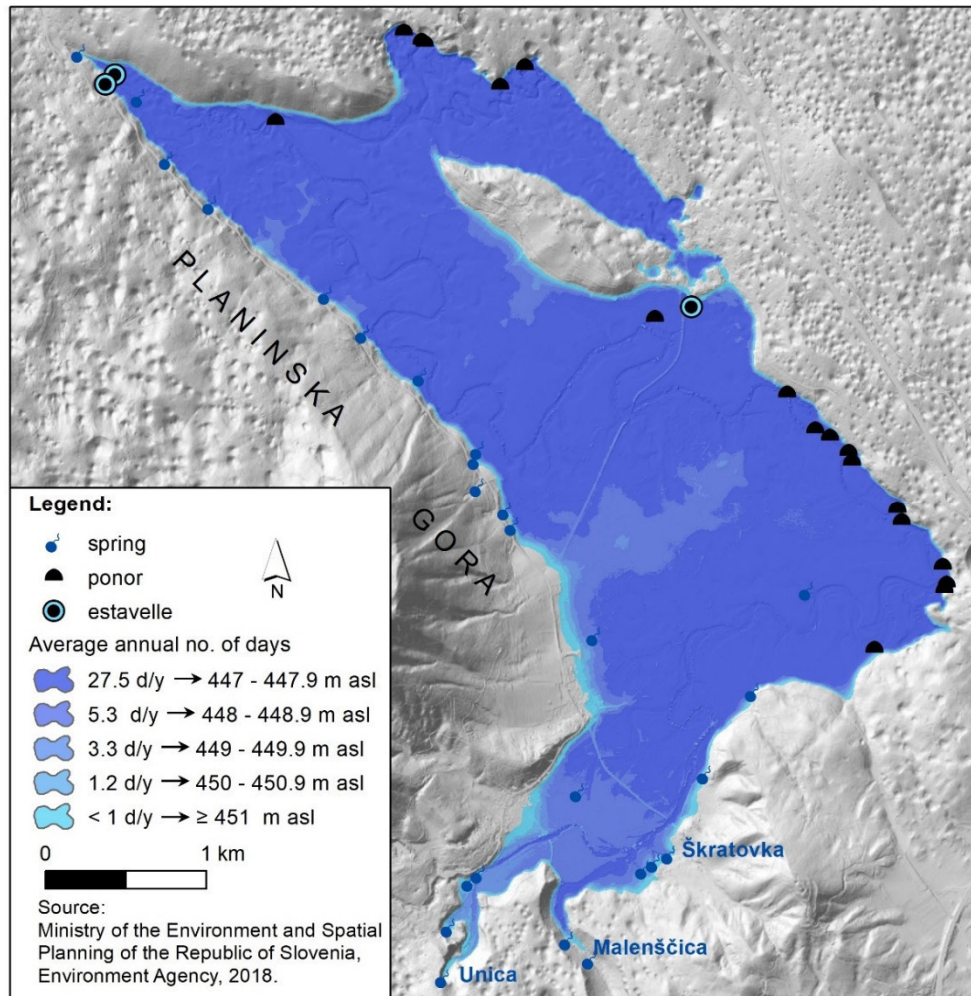 PLANINSKA
GORA
Legend:
spring
ponor
estavelle
N
Average annual no. of days
27.5 d/y → 447 - 447.9 m asl
5.3 d/y → 448 - 448.9 m asl
3.3 d/y → 449 - 449.9 m asl
1.2 d/y → 450 - 450.9 m asl
< 1 d/y → ≥ 451 m asl
0 1 km
Source:
Ministry of the Environment and Spatial
Planning of the Republic of Slovenia,
Environment Agency, 2018.
Škratovka
Malenščica
Unica